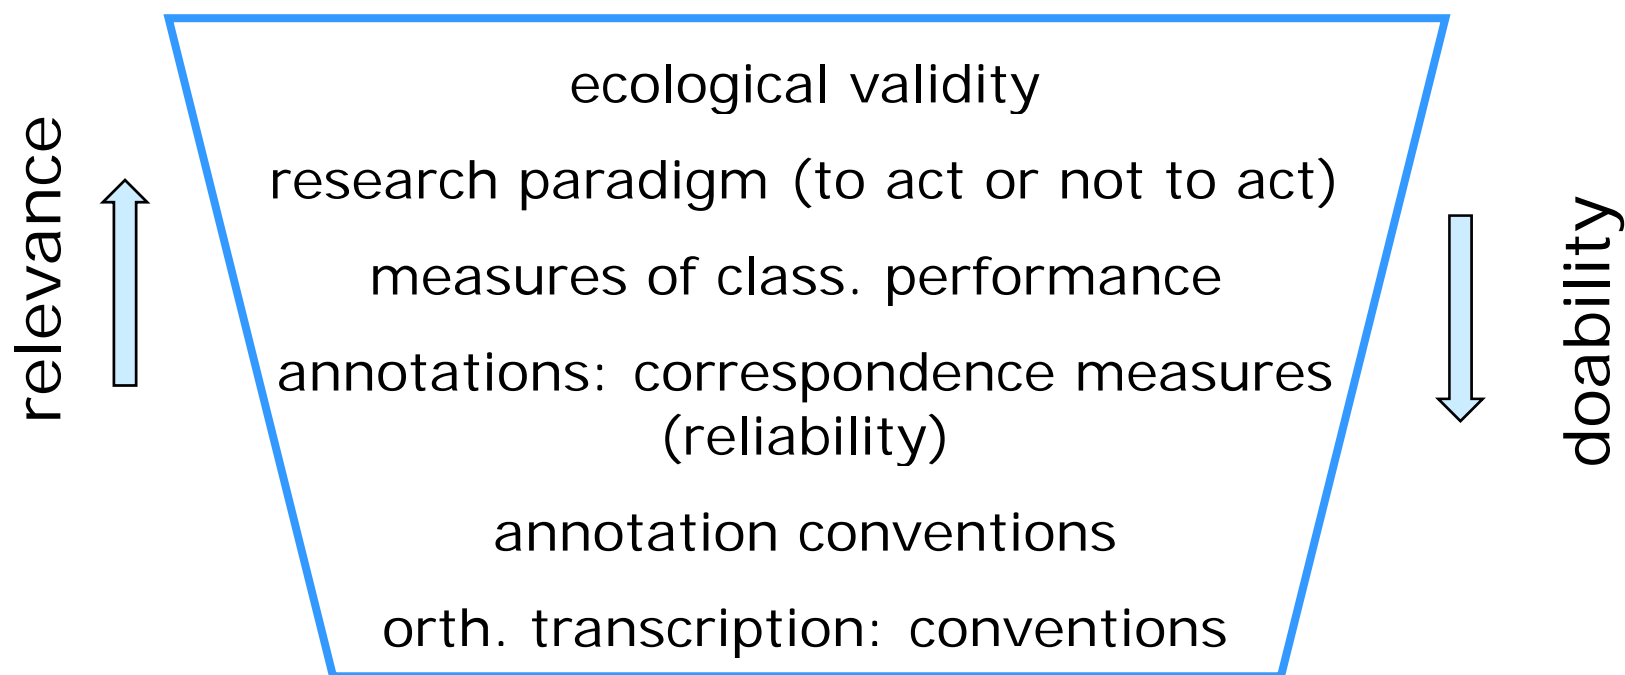 relevance
ecological validity
research paradigm (to act or not to act)
measures of class. performance
annotations: correspondence measures
(reliability)
annotation conventions
orth. transcription: conventions
doability